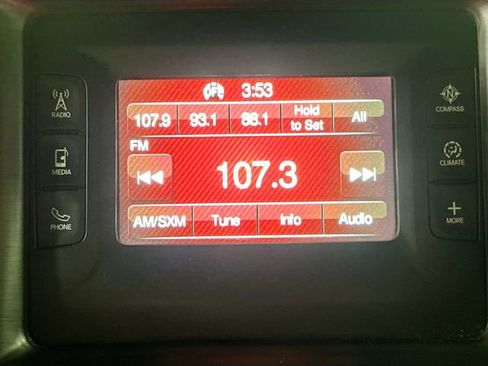 3:53
107.9 93.1 88.1 Hold to Set All
FM
107.3
AM/SXM Tune Info Audio
RADIO
MEDIA
PHONE
N
COMPASS
CLIMATE
MORE